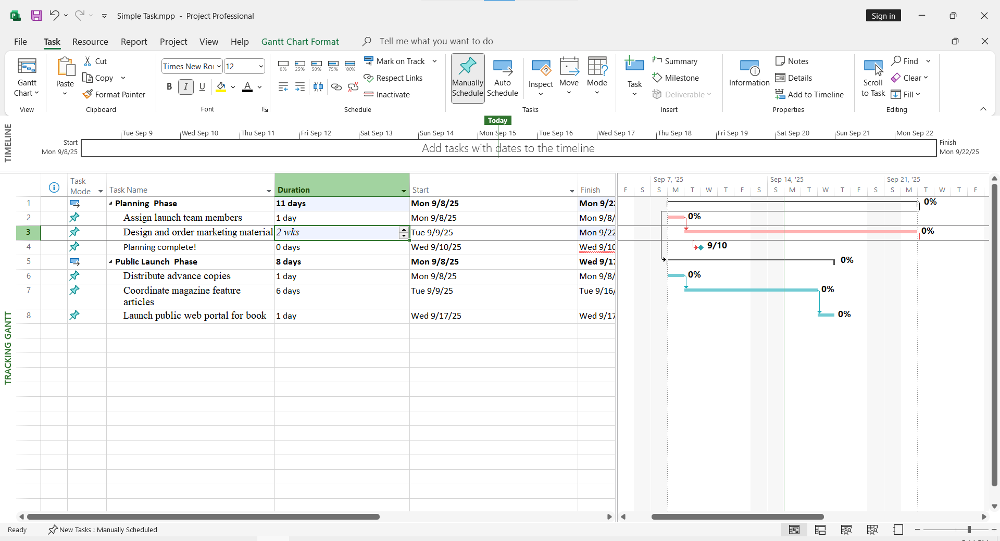 Simple Task.mpp - Project Professional
Sign in
File Task Resource Report Project View Help Gantt Chart Format Tell me what you want to do
Gantt Chart
View
Paste
Cut
Copy
Format Painter
Clipboard
Times New Ro 12
B I U A
Font
0% 25% 50% 75% 100%
Mark on Track
Respect Links
Inactivate
Schedule
Manually Schedule
Auto Schedule
Inspect
Move
Mode
Tasks
Task
Summary
Milestone
Deliverable
Insert
Information
Notes
Details
Add to Timeline
Properties
Scroll to Task
Find
Clear
Fill
Editing
TIMELINE
Today
Tue Sep 9 Wed Sep 10 Thu Sep 11 Fri Sep 12 Sat Sep 13 Sun Sep 14 Mon Sep 15 Tue Sep 16 Wed Sep 17 Thu Sep 18 Fri Sep 19 Sat Sep 20 Sun Sep 21 Mon Sep 22
Start
Mon 9/8/25
Add tasks with dates to the timeline
Finish
Mon 9/22/25
TRACKING GANTT
Task Mode Task Name Duration Start Finish
Sep 7, '25 Sep 14, '25 Sep 21, '25
F S S M T W T F S S M T W T F S S M T W T F
1 Planning Phase 11 days Mon 9/8/25 Mon 9/22 0%
2 Assign launch team members 1 day Mon 9/8/25 Mon 9/8/ 0%
3 Design and order marketing material 2 wks Tue 9/9/25 Mon 9/22 0%
4 Planning complete! 0 days Wed 9/10/25 Wed 9/10 9/10
5 Public Launch Phase 8 days Mon 9/8/25 Wed 9/17 0%
6 Distribute advance copies 1 day Mon 9/8/25 Mon 9/8/ 0%
7 Coordinate magazine feature 6 days Tue 9/9/25 Tue 9/16/ 0%
articles
8 Launch public web portal for book 1 day Wed 9/17/25 Wed 9/17 0%
Ready New Tasks : Manually Scheduled